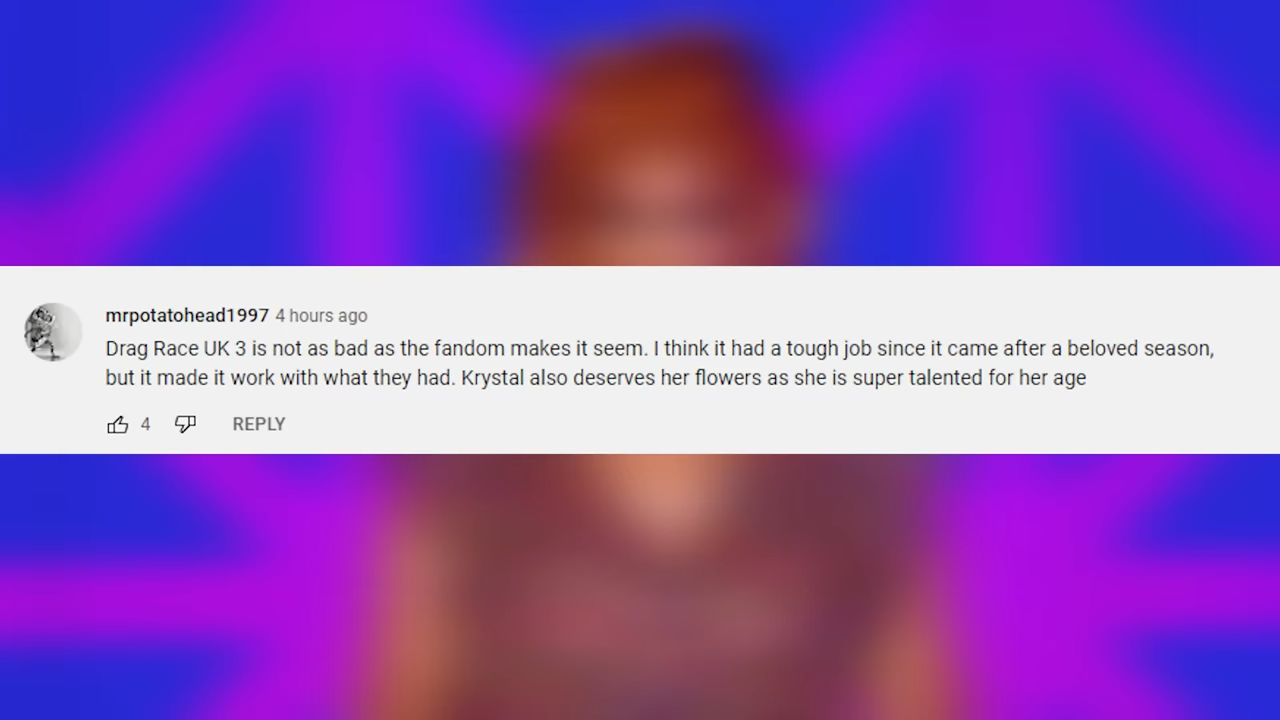 mrpotatohead1997 4 hours ago
Drag Race UK 3 is not as bad as the fandom makes it seem. I think it had a tough job since it came after a beloved season,
but it made it work with what they had. Krystal also deserves her flowers as she is super talented for her age
4 REPLY